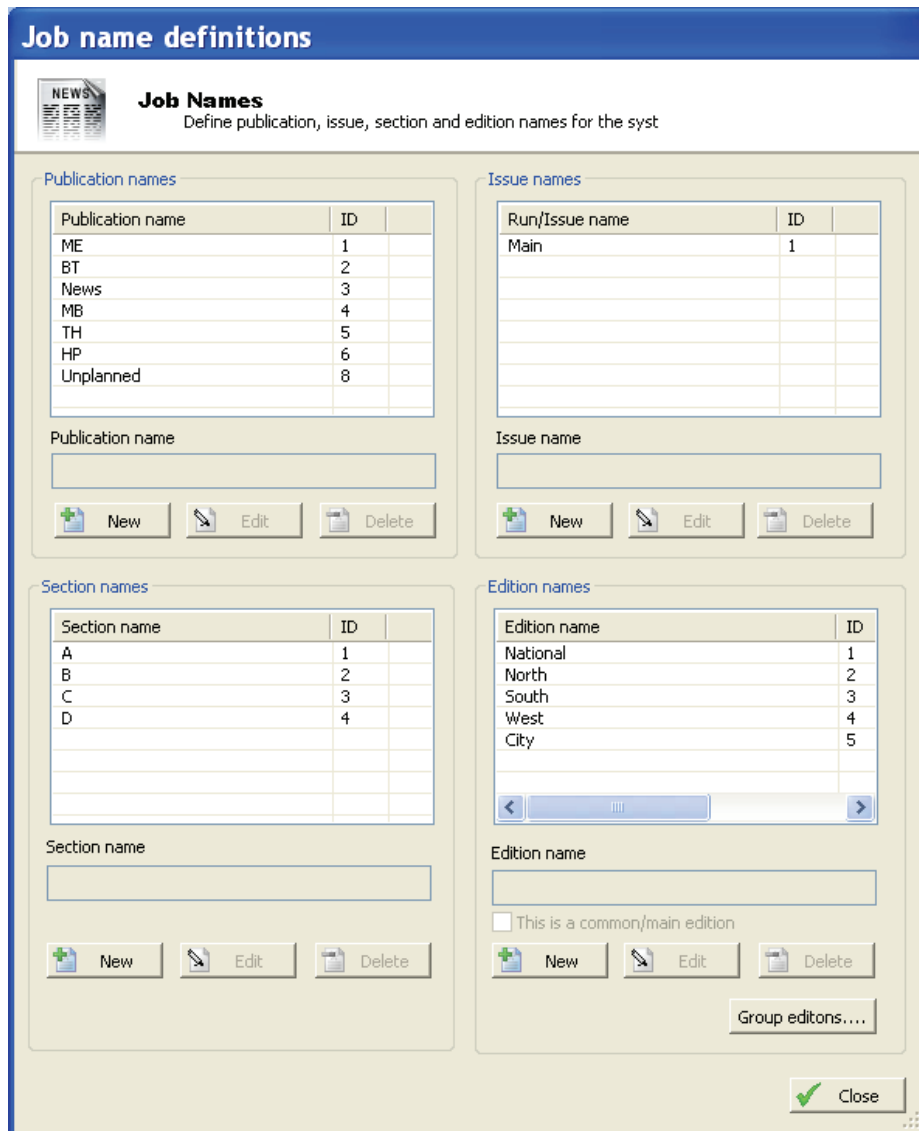 Job name definitions
NEWS
Job Names
Define publication, issue, section and edition names for the syst
Publication names
Publication name ID
ME 1
BT 2
News 3
MB 4
TH 5
HP 6
Unplanned 8
Publication name
New Edit Delete
Issue names
Run/Issue name ID
Main 1
Issue name
New Edit Delete
Section names
Section name ID
A 1
B 2
C 3
D 4
Section name
New Edit Delete
Edition names
Edition name ID
National 1
North 2
South 3
West 4
City 5
Edition name
This is a common/main edition
New Edit Delete
Group editons....
Close